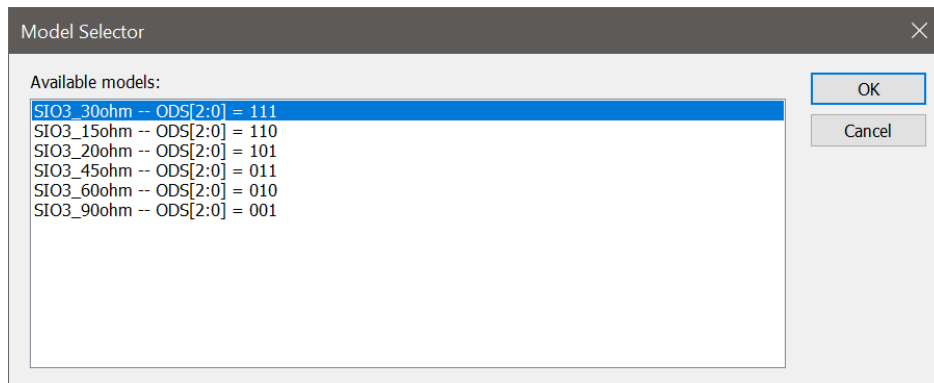 Model Selector
Available models:
SIO3_30ohm -- ODS[2:0] = 111
SIO3_15ohm -- ODS[2:0] = 110
SIO3_20ohm -- ODS[2:0] = 101
SIO3_45ohm -- ODS[2:0] = 011
SIO3_60ohm -- ODS[2:0] = 010
SIO3_90ohm -- ODS[2:0] = 001
OK
Cancel